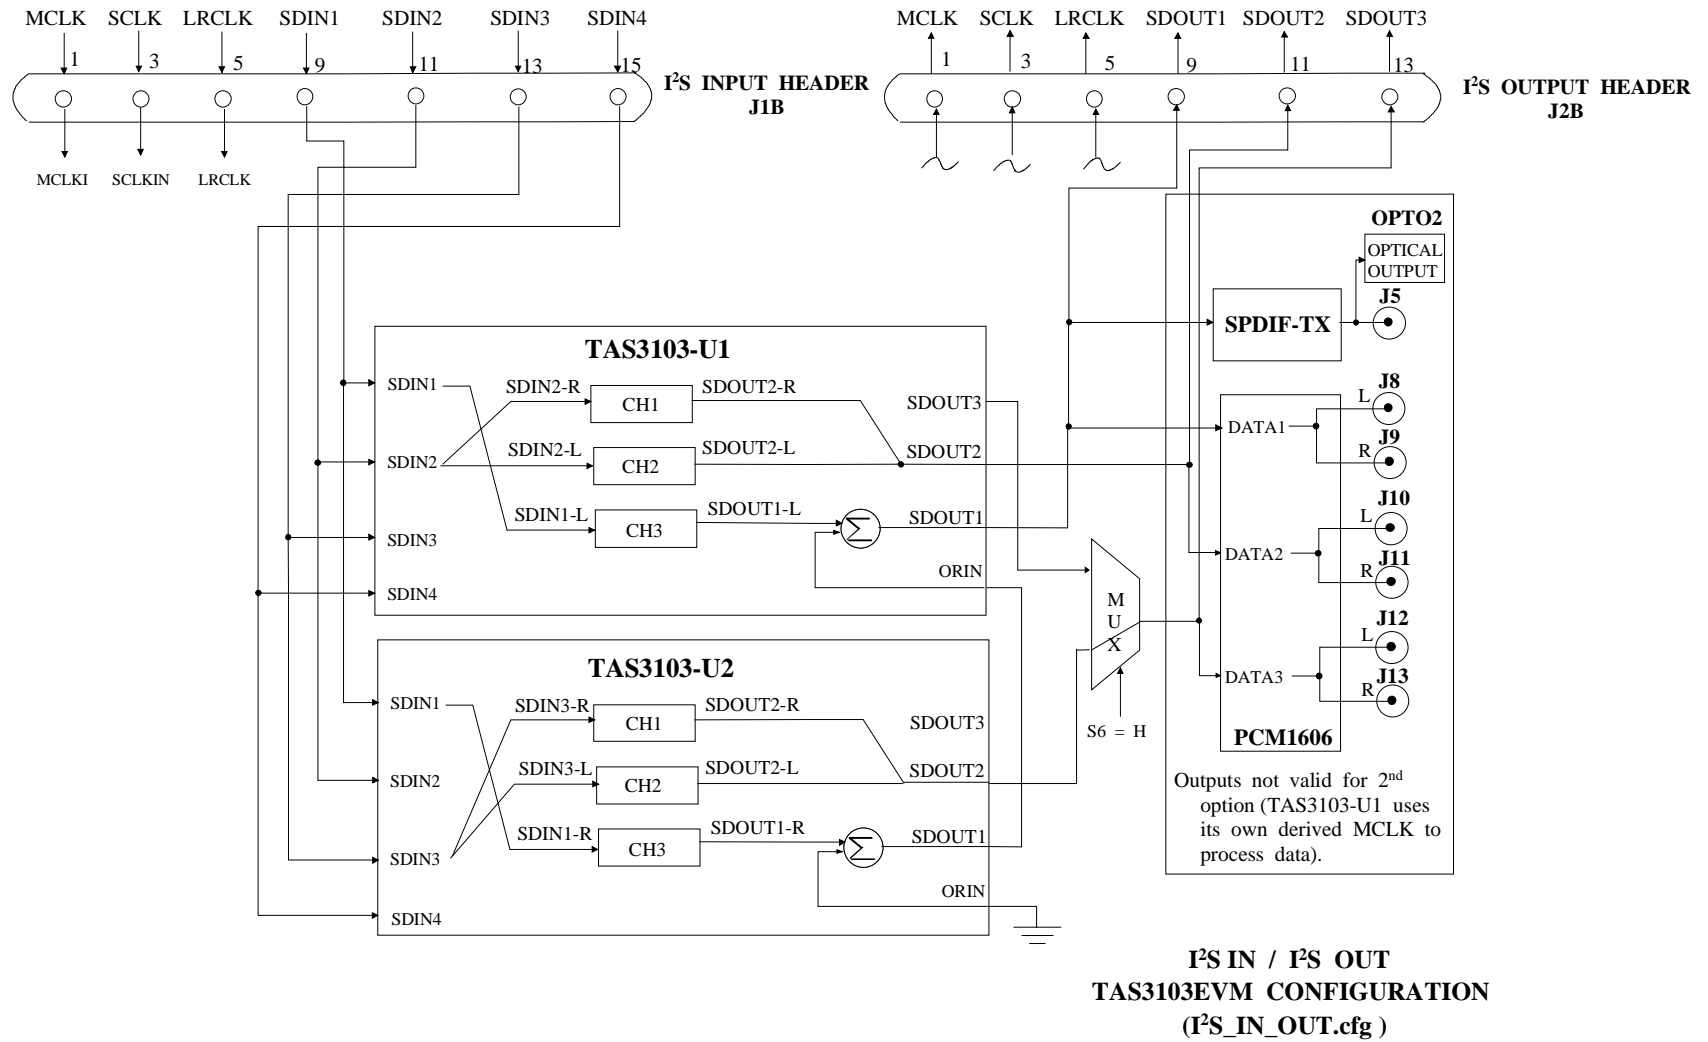 MCLK SCLK LRCLK SDIN1 SDIN2 SDIN3 SDIN4
1 3 5 9 11 13 15
I²S INPUT HEADER
J1B
MCLKI SCLKIN LRCLK
MCLK SCLK LRCLK SDOUT1 SDOUT2 SDOUT3
1 3 5 9 11 13
I²S OUTPUT HEADER
J2B
OPTO2
OPTICAL
OUTPUT
J5
SPDIF-TX
TAS3103-U1
SDIN1
SDIN2-R
CH1
SDOUT2-R
SDOUT3
SDIN2
SDIN2-L
CH2
SDOUT2-L
SDOUT2
SDIN1-L
CH3
SDOUT1-L
Σ
SDOUT1
SDIN3
ORIN
SDIN4
TAS3103-U2
SDIN1
SDIN3-R
CH1
SDOUT2-R
SDOUT3
SDIN2
SDIN3-L
CH2
SDOUT2-L
SDOUT2
SDIN1-R
CH3
SDOUT1-R
Σ
SDOUT1
SDIN3
ORIN
SDIN4
M
U
X
S6 = H
DATA1
L
J8
R
J9
DATA2
L
J10
R
J11
DATA3
L
J12
R
J13
PCM1606
Outputs not valid for 2nd
option (TAS3103-U1 uses
its own derived MCLK to
process data).
I²S IN / I²S OUT
TAS3103EVM CONFIGURATION
(I²S_IN_OUT.cfg )